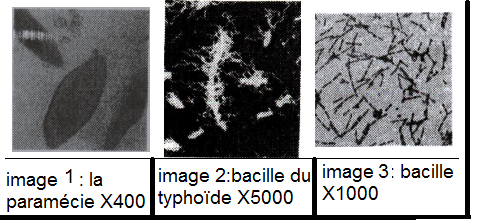 image 1 : la
paramécie X400
image 2:bacille du
typhoïde X5000
image 3: bacille
X1000